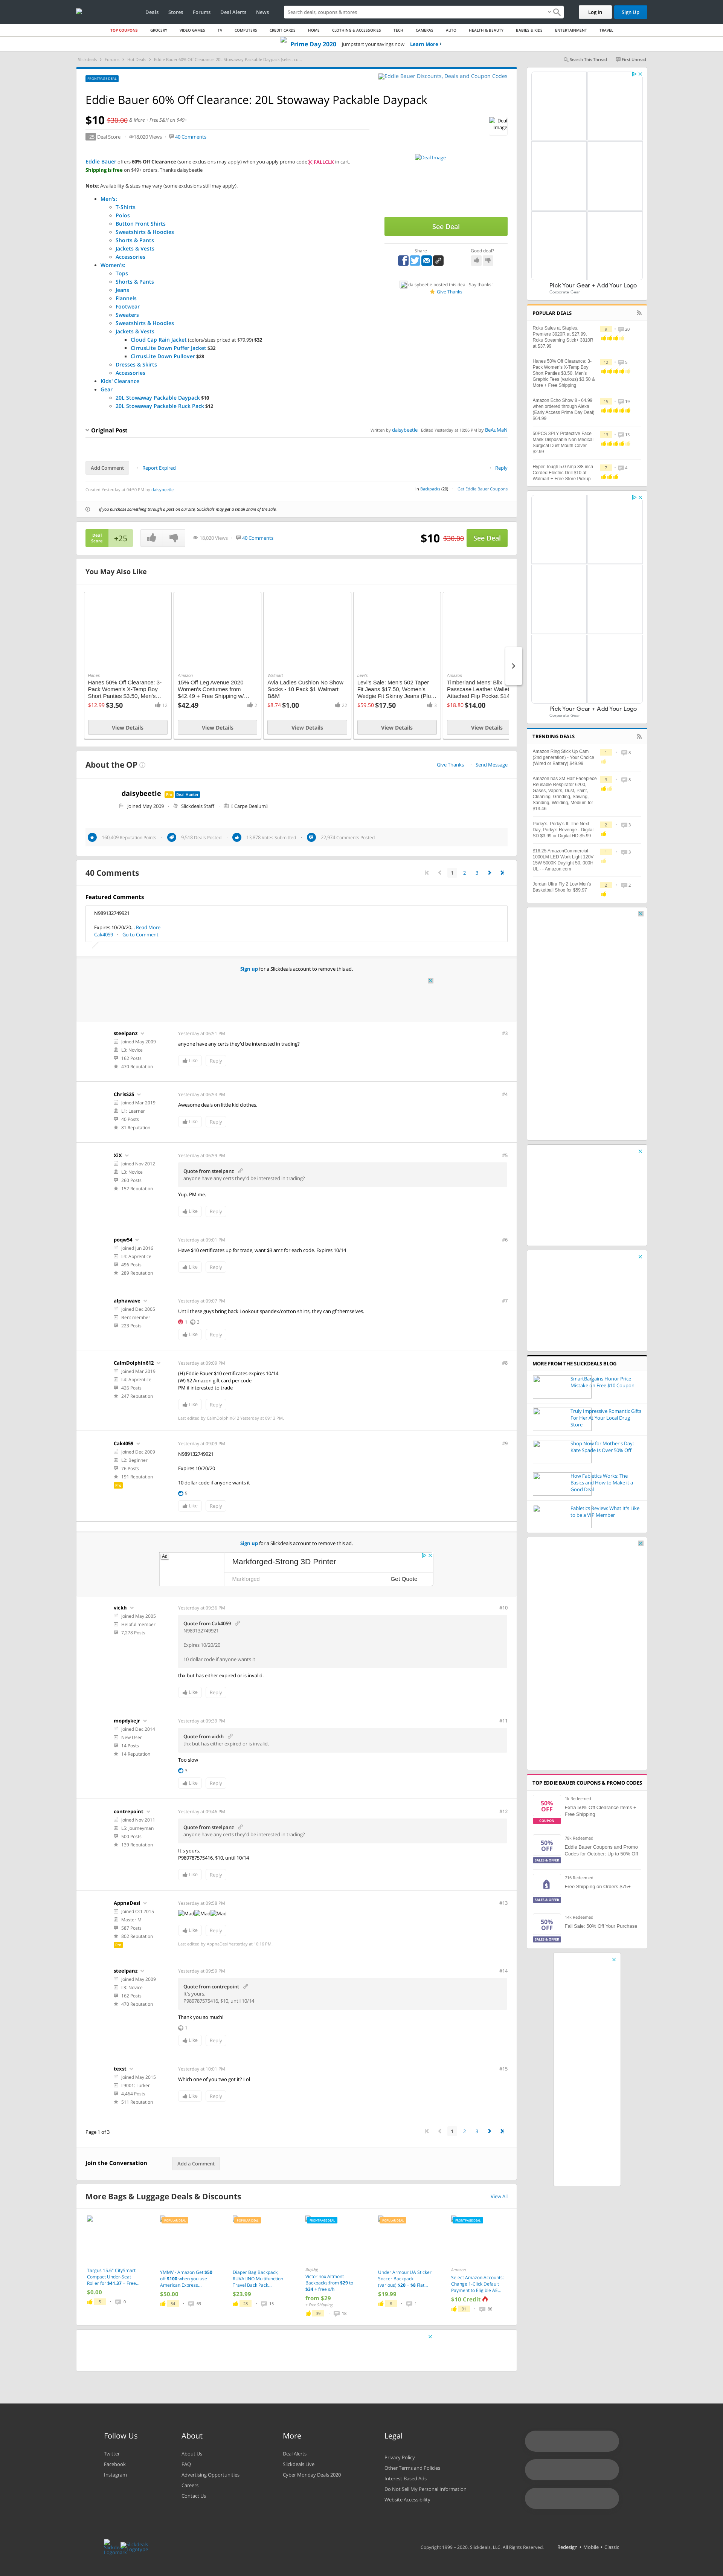 Deals Stores Forums Deal Alerts News
Search deals, coupons & stores
Log In Sign Up
TOP COUPONS GROCERY VIDEO GAMES TV COMPUTERS CREDIT CARDS HOME CLOTHING & ACCESSORIES TECH CAMERAS AUTO HEALTH & BEAUTY BABIES & KIDS ENTERTAINMENT TRAVEL
Prime Day 2020 Jumpstart your savings now Learn More
Search This Thread First Unread
FRONTPAGE DEAL
Eddie Bauer Discounts, Deals and Coupon Codes
Eddie Bauer 60% Off Clearance: 20L Stowaway Packable Daypack
$10 $30.00 & More + Free S&H on $49+
+25 Deal Score 18,020 Views 40 Comments
Deal Image
Deal Image
Eddie Bauer offers 60% Off Clearance (some exclusions may apply) when you apply promo code FALLCLX in cart.
Shipping is free on $49+ orders. Thanks daisybeetle
Note: Availability & sizes may vary (some exclusions still may apply).
Men's:
T-Shirts
Polos
Button Front Shirts
Sweatshirts & Hoodies
Shorts & Pants
Jackets & Vests
Accessories
Women's:
Tops
Shorts & Pants
Jeans
Flannels
Footwear
Sweaters
Sweatshirts & Hoodies
Jackets & Vests
Cloud Cap Rain Jacket (colors/sizes priced at $79.99) $32
CirrusLite Down Puffer Jacket $32
CirrusLite Down Pullover $28
Dresses & Skirts
Accessories
Kids' Clearance
Gear
20L Stowaway Packable Daypack $10
20L Stowaway Packable Ruck Pack $12
See Deal
Share Good deal?
daisybeetle posted this deal. Say thanks!
Give Thanks
Original Post
Written by daisybeetle Edited Yesterday at 10:06 PM by BeAuMaN
Add Comment Report Expired Reply
Created Yesterday at 04:50 PM by daisybeetle
in Backpacks (20) Get Eddie Bauer Coupons
If you purchase something through a post on our site, Slickdeals may get a small share of the sale.
Deal Score +25 18,020 Views 40 Comments
$10 $30.00 See Deal
You May Also Like
Hanes
Hanes 50% Off Clearance: 3-Pack Women's X-Temp Boy Short Panties $3.50, Men's...
$12.99 $3.50 12
View Details
Amazon
15% Off Leg Avenue 2020 Women's Costumes from $42.49 + Free Shipping w/...
$42.49 2
View Details
Walmart
Avia Ladies Cushion No Show Socks - 10 Pack $1 Walmart B&M
$8.74 $1.00 22
View Details
Levi's
Levi's Sale: Men's 502 Taper Fit Jeans $17.50, Women's Wedgie Fit Skinny Jeans (Plu...
$59.50 $17.50 3
View Details
Amazon
Timberland Mens' Blix Passcase Leather Wallet Attached Flip Pocket $14
$18.80 $14.00
View Details
About the OP
Give Thanks Send Message
daisybeetle Pro Deal Hunter
Joined May 2009 Slickdeals Staff Carpe Dealum!
160,409 Reputation Points 9,518 Deals Posted 13,878 Votes Submitted 22,974 Comments Posted
40 Comments
1 2 3
Featured Comments
N989132749921
Expires 10/20/20... Read More
Cak4059 Go to Comment
Sign up for a Slickdeals account to remove this ad.
steelpanz
Joined May 2009
L3: Novice
162 Posts
470 Reputation
Yesterday at 06:51 PM #3
anyone have any certs they'd be interested in trading?
Like Reply
ChrisS25
Joined Mar 2019
L1: Learner
40 Posts
81 Reputation
Yesterday at 06:54 PM #4
Awesome deals on little kid clothes.
Like Reply
XiX
Joined Nov 2012
L3: Novice
269 Posts
152 Reputation
Yesterday at 06:59 PM #5
Quote from steelpanz
anyone have any certs they'd be interested in trading?
Yup. PM me.
Like Reply
poqw54
Joined Jun 2016
L4: Apprentice
496 Posts
289 Reputation
Yesterday at 09:01 PM #6
Have $10 certificates up for trade, want $3 amz for each code. Expires 10/14
Like Reply
alphawave
Joined Dec 2005
Bent member
223 Posts
Yesterday at 09:07 PM #7
Until these guys bring back Lookout spandex/cotton shirts, they can gf themselves.
1 3
Like Reply
CalmDolphin612
Joined Mar 2019
L4: Apprentice
426 Posts
247 Reputation
Yesterday at 09:09 PM #8
(H) Eddie Bauer $10 certificates expires 10/14
(W) $2 Amazon gift card per code
PM if interested to trade
Like Reply
Last edited by CalmDolphin612 Yesterday at 09:13 PM.
Cak4059
Joined Dec 2009
L2: Beginner
76 Posts
191 Reputation
Pro
Yesterday at 09:09 PM #9
N989132749921
Expires 10/20/20
10 dollar code if anyone wants it
5
Like Reply
Sign up for a Slickdeals account to remove this ad.
Ad
Markforged-Strong 3D Printer
Markforged Get Quote
vickh
Joined May 2005
Helpful member
7,278 Posts
Yesterday at 09:36 PM #10
Quote from Cak4059
N989132749921
Expires 10/20/20
10 dollar code if anyone wants it
thx but has either expired or is invalid.
Like Reply
mopdykejr
Joined Dec 2014
New User
14 Posts
14 Reputation
Yesterday at 09:39 PM #11
Quote from vickh
thx but has either expired or is invalid.
Too slow
3
Like Reply
contrepoint
Joined Nov 2011
L5: Journeyman
500 Posts
139 Reputation
Yesterday at 09:46 PM #12
Quote from steelpanz
anyone have any certs they'd be interested in trading?
It's yours.
P989787575416, $10, until 10/14
Like Reply
AppnaDesi
Joined Oct 2015
Master M
587 Posts
802 Reputation
Pro
Yesterday at 09:58 PM #13
Mad Mad Mad
Like Reply
Last edited by AppnaDesi Yesterday at 10:16 PM
steelpanz
Joined May 2009
L3: Novice
162 Posts
470 Reputation
Yesterday at 09:59 PM #14
Quote from contrepoint
It's yours.
P989787575416, $10, until 10/14
Thank you so much!
1
Like Reply
texst
Joined May 2015
L9001: Lurker
4,464 Posts
511 Reputation
Yesterday at 10:01 PM #15
Which one of you two got it? Lol
Like Reply
Page 1 of 3
1 2 3
Join the Conversation Add a Comment
More Bags & Luggage Deals & Discounts View All
Targus 15.6" CitySmart Compact Under-Seat Roller for $41.27 + Free...
$0.00
5 0
YMMV - Amazon Get $50 off $100 when you use American Express...
$50.00
54 69
Diaper Bag Backpack, RUVALINO Multifunction Travel Back Pack...
$23.99
28 15
FRONTPAGE DEAL
BuyDig
Victorinox Altmont Backpacks from $29 to $34 + free s/h
from $29
+ Free Shipping
39 18
Under Armour UA Striker Soccer Backpack (various) $20 + $8 Flat...
$19.99
8 1
FRONTPAGE DEAL
Amazon
Select Amazon Accounts: Change 1-Click Default Payment to Eligible All...
$10 Credit
91 86
Pick Your Gear + Add Your Logo
Corporate Gear
POPULAR DEALS
Roku Sales at Staples, Premiere 3920R at $27.99, Roku Streaming Stick+ 3810R at $37.99
9 20
Hanes 50% Off Clearance: 3-Pack Women's X-Temp Boy Short Panties $3.50, Men's Graphic Tees (various) $3.50 & More + Free Shipping
12 5
Amazon Echo Show 8 - 64.99 when ordered through Alexa (Early Access Prime Day Deal) $64.99
15 19
50PCS 3PLY Protective Face Mask Disposable Non Medical Surgical Dust Mouth Cover $2.99
13 13
Hyper Tough 5.0 Amp 3/8 inch Corded Electric Drill $10 at Walmart + Free Store Pickup
7 4
Pick Your Gear + Add Your Logo
Corporate Gear
TRENDING DEALS
Amazon Ring Stick Up Cam (2nd generation) - Your Choice (Wired or Battery) $49.99
1 4
Amazon has 3M Half Facepiece Reusable Respirator 6200, Gases, Vapors, Dust, Paint, Cleaning, Grinding, Sawing, Sanding, Welding, Medium for $13.46
3 8
Porky's, Porky's II: The Next Day, Porky's Revenge - Digital SD $3.99 or Digital HD $5.99
2 3
$16.25 AmazonCommercial 1000LM LED Work Light 120V 15W 5000K Daylight 5L 000H UL , - Amazon.com
1 3
Jordan Ultra Fly 2 Low Men's Basketball Shoe for $59.97
2 2
MORE FROM THE SLICKDEALS BLOG
SmartBargains Honor Price Mistake on Free $10 Coupon
Truly Impressive Romantic Gifts For Her At Your Local Drug Store
Shop Now for Mother's Day: Kate Spade Is Over 50% Off
How Fabletics Works: The Basics and How to Make It a Good Deal
Fabletics Review: What It's Like to be a VIP Member
TOP EDDIE BAUER COUPONS & PROMO CODES
50% OFF COUPON
1k Redeemed
Extra 50% Off Clearance Items + Free Shipping
50% OFF SALES & OFFER
78k Redeemed
Eddie Bauer Coupons and Promo Codes for October: Up to 50% Off
SALES & OFFER
710 Redeemed
Free Shipping on Orders $75+
50% OFF SALES & OFFER
14k Redeemed
Fall Sale: 50% Off Your Purchase
Follow Us
Twitter
Facebook
Instagram
About
About Us
FAQ
Advertising Opportunities
Careers
Contact Us
More
Deal Alerts
Slickdeals Live
Cyber Monday Deals 2020
Legal
Privacy Policy
Other Terms and Policies
Interest-Based Ads
Do Not Sell My Personal Information
Website Accessibility
Copyright 1999 - 2020. Slickdeals, LLC. All Rights Reserved. Redesign • Mobile • Classic